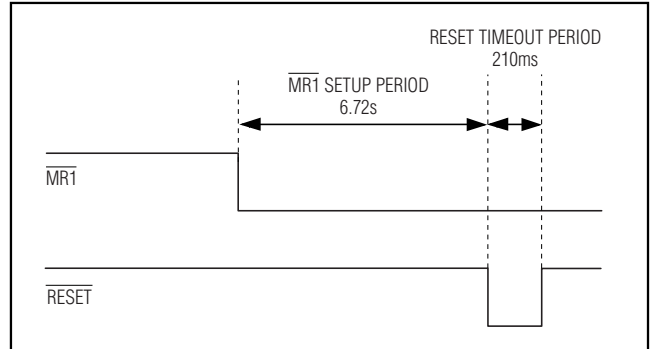 RESET TIMEOUT PERIOD
210ms
MR1 SETUP PERIOD
6.72s
MR1
RESET